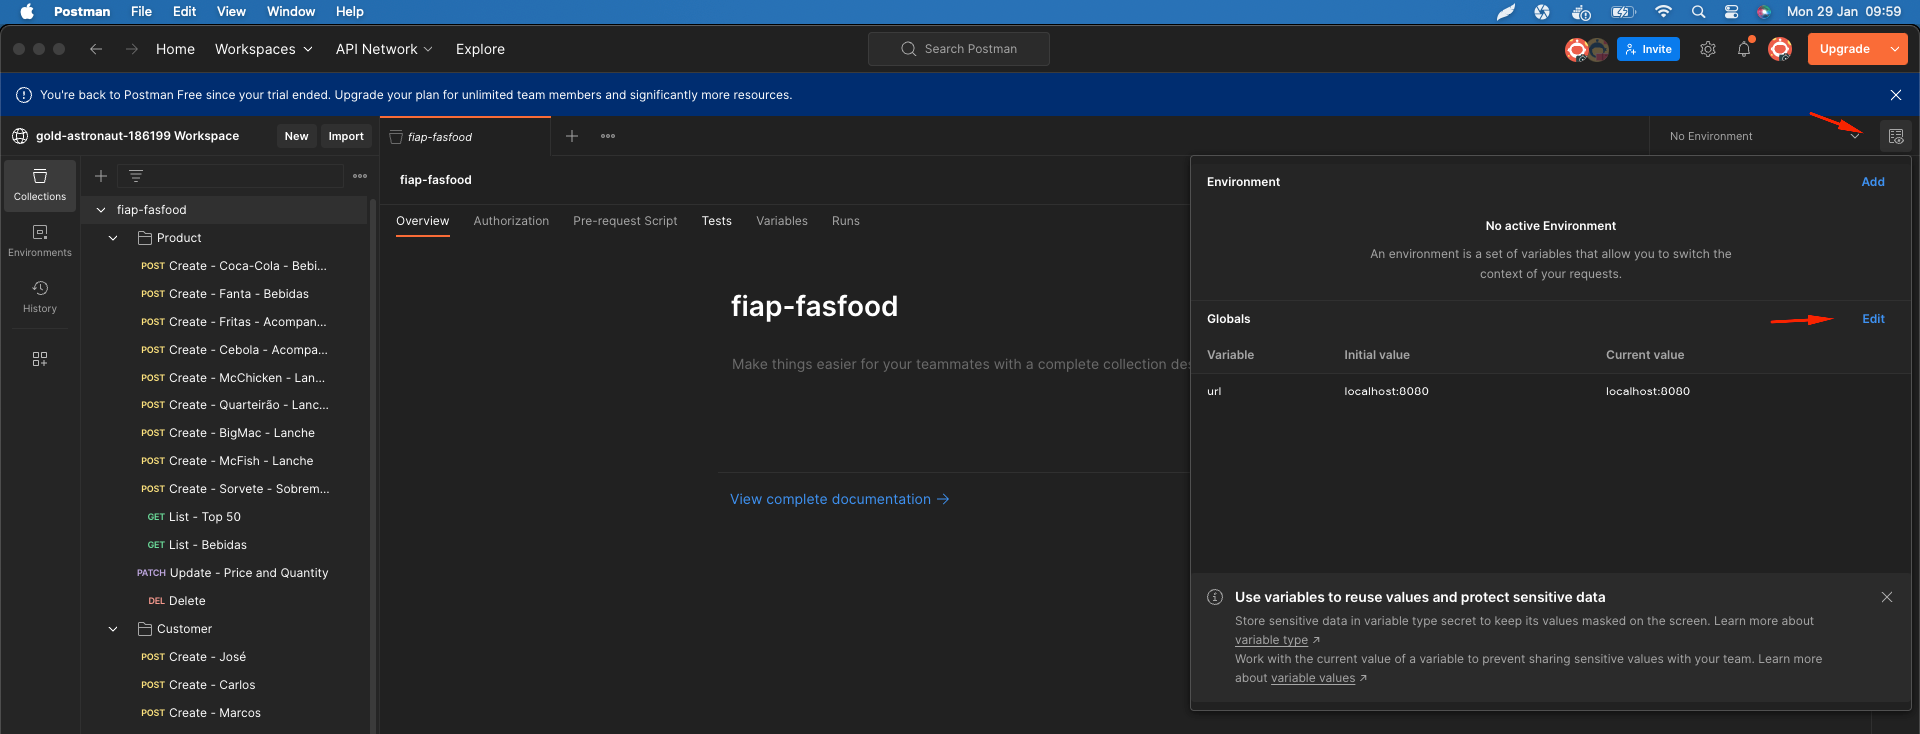 Postman File Edit View Window Help Mon 29 Jan 09:59
Home Workspaces API Network Explore Search Postman Invite Upgrade
You're back to Postman Free since your trial ended. Upgrade your plan for unlimited team members and significantly more resources.
gold-astronaut-186199 Workspace New Import fiap-fasfood No Environment
Collections
Environments
History
fiap-fasfood
Product
POST Create - Coca-Cola - Bebi...
POST Create - Fanta - Bebidas
POST Create - Fritas - Acompan...
POST Create - Cebola - Acompa...
POST Create - McChicken - Lan...
POST Create - Quarteirão - Lanc...
POST Create - BigMac - Lanche
POST Create - McFish - Lanche
POST Create - Sorvete - Sobrem...
GET List - Top 50
GET List - Bebidas
PATCH Update - Price and Quantity
DEL Delete
Customer
POST Create - José
POST Create - Carlos
POST Create - Marcos
fiap-fasfood
Overview Authorization Pre-request Script Tests Variables Runs
fiap-fasfood
Make things easier for your teammates with a complete collection des
View complete documentation →
Environment Add
No active Environment
An environment is a set of variables that allow you to switch the
context of your requests.
Globals Edit
Variable Initial value Current value
url localhost:8080 localhost:8080
Use variables to reuse values and protect sensitive data
Store sensitive data in variable type secret to keep its values masked on the screen. Learn more about
variable type ↗
Work with the current value of a variable to prevent sharing sensitive values with your team. Learn more
about variable values ↗